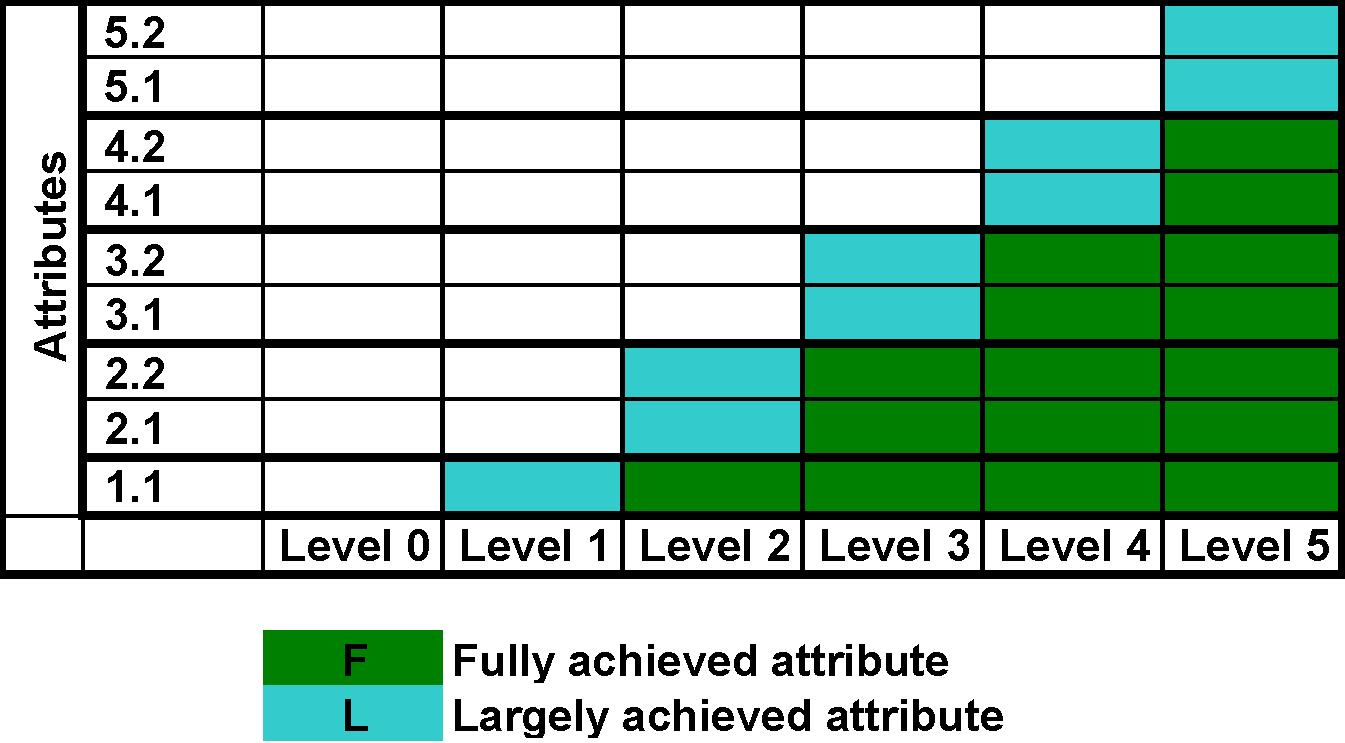 Attributes
5.2
5.1
4.2
4.1
3.2
3.1
2.2
2.1
1.1
Level 0 Level 1 Level 2 Level 3 Level 4 Level 5
F Fully achieved attribute
L Largely achieved attribute